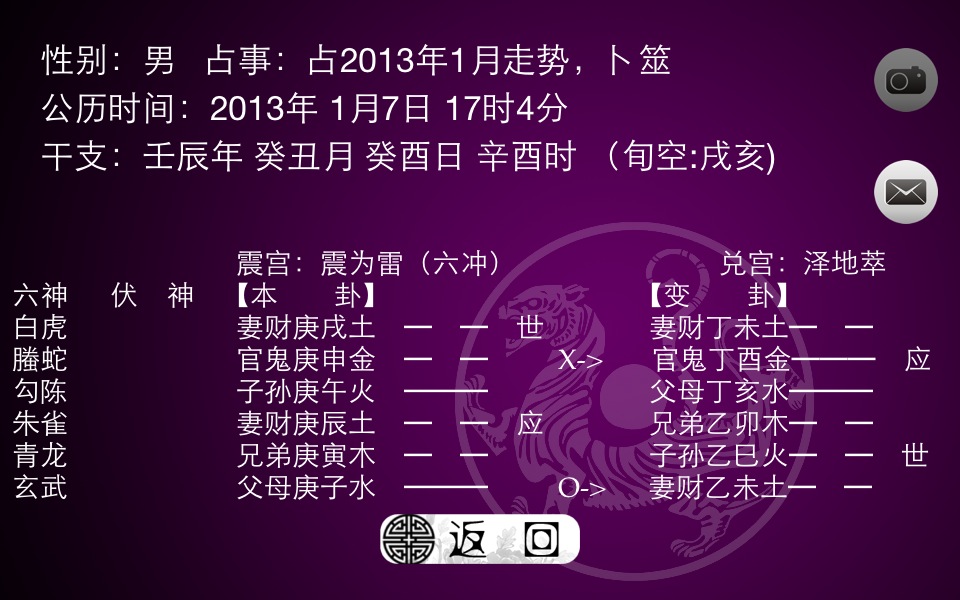 性别：男 占事：占2013年1月走势，卜筮
公历时间：2013年 1月7日 17时4分
干支：壬辰年 癸丑月 癸酉日 辛酉时 （旬空:戌亥)
震宫：震为雷（六冲） 兑宫：泽地萃
六神 伏 神 【本 卦】 【变 卦】
白虎 妻财庚戌土 世 妻财丁未土
螣蛇 官鬼庚申金 X-> 官鬼丁酉金 应
勾陈 子孙庚午火 父母丁亥水
朱雀 妻财庚辰土 应 兄弟乙卯木
青龙 兄弟庚寅木 子孙乙巳火 世
玄武 父母庚子水 O-> 妻财乙未土
返 回